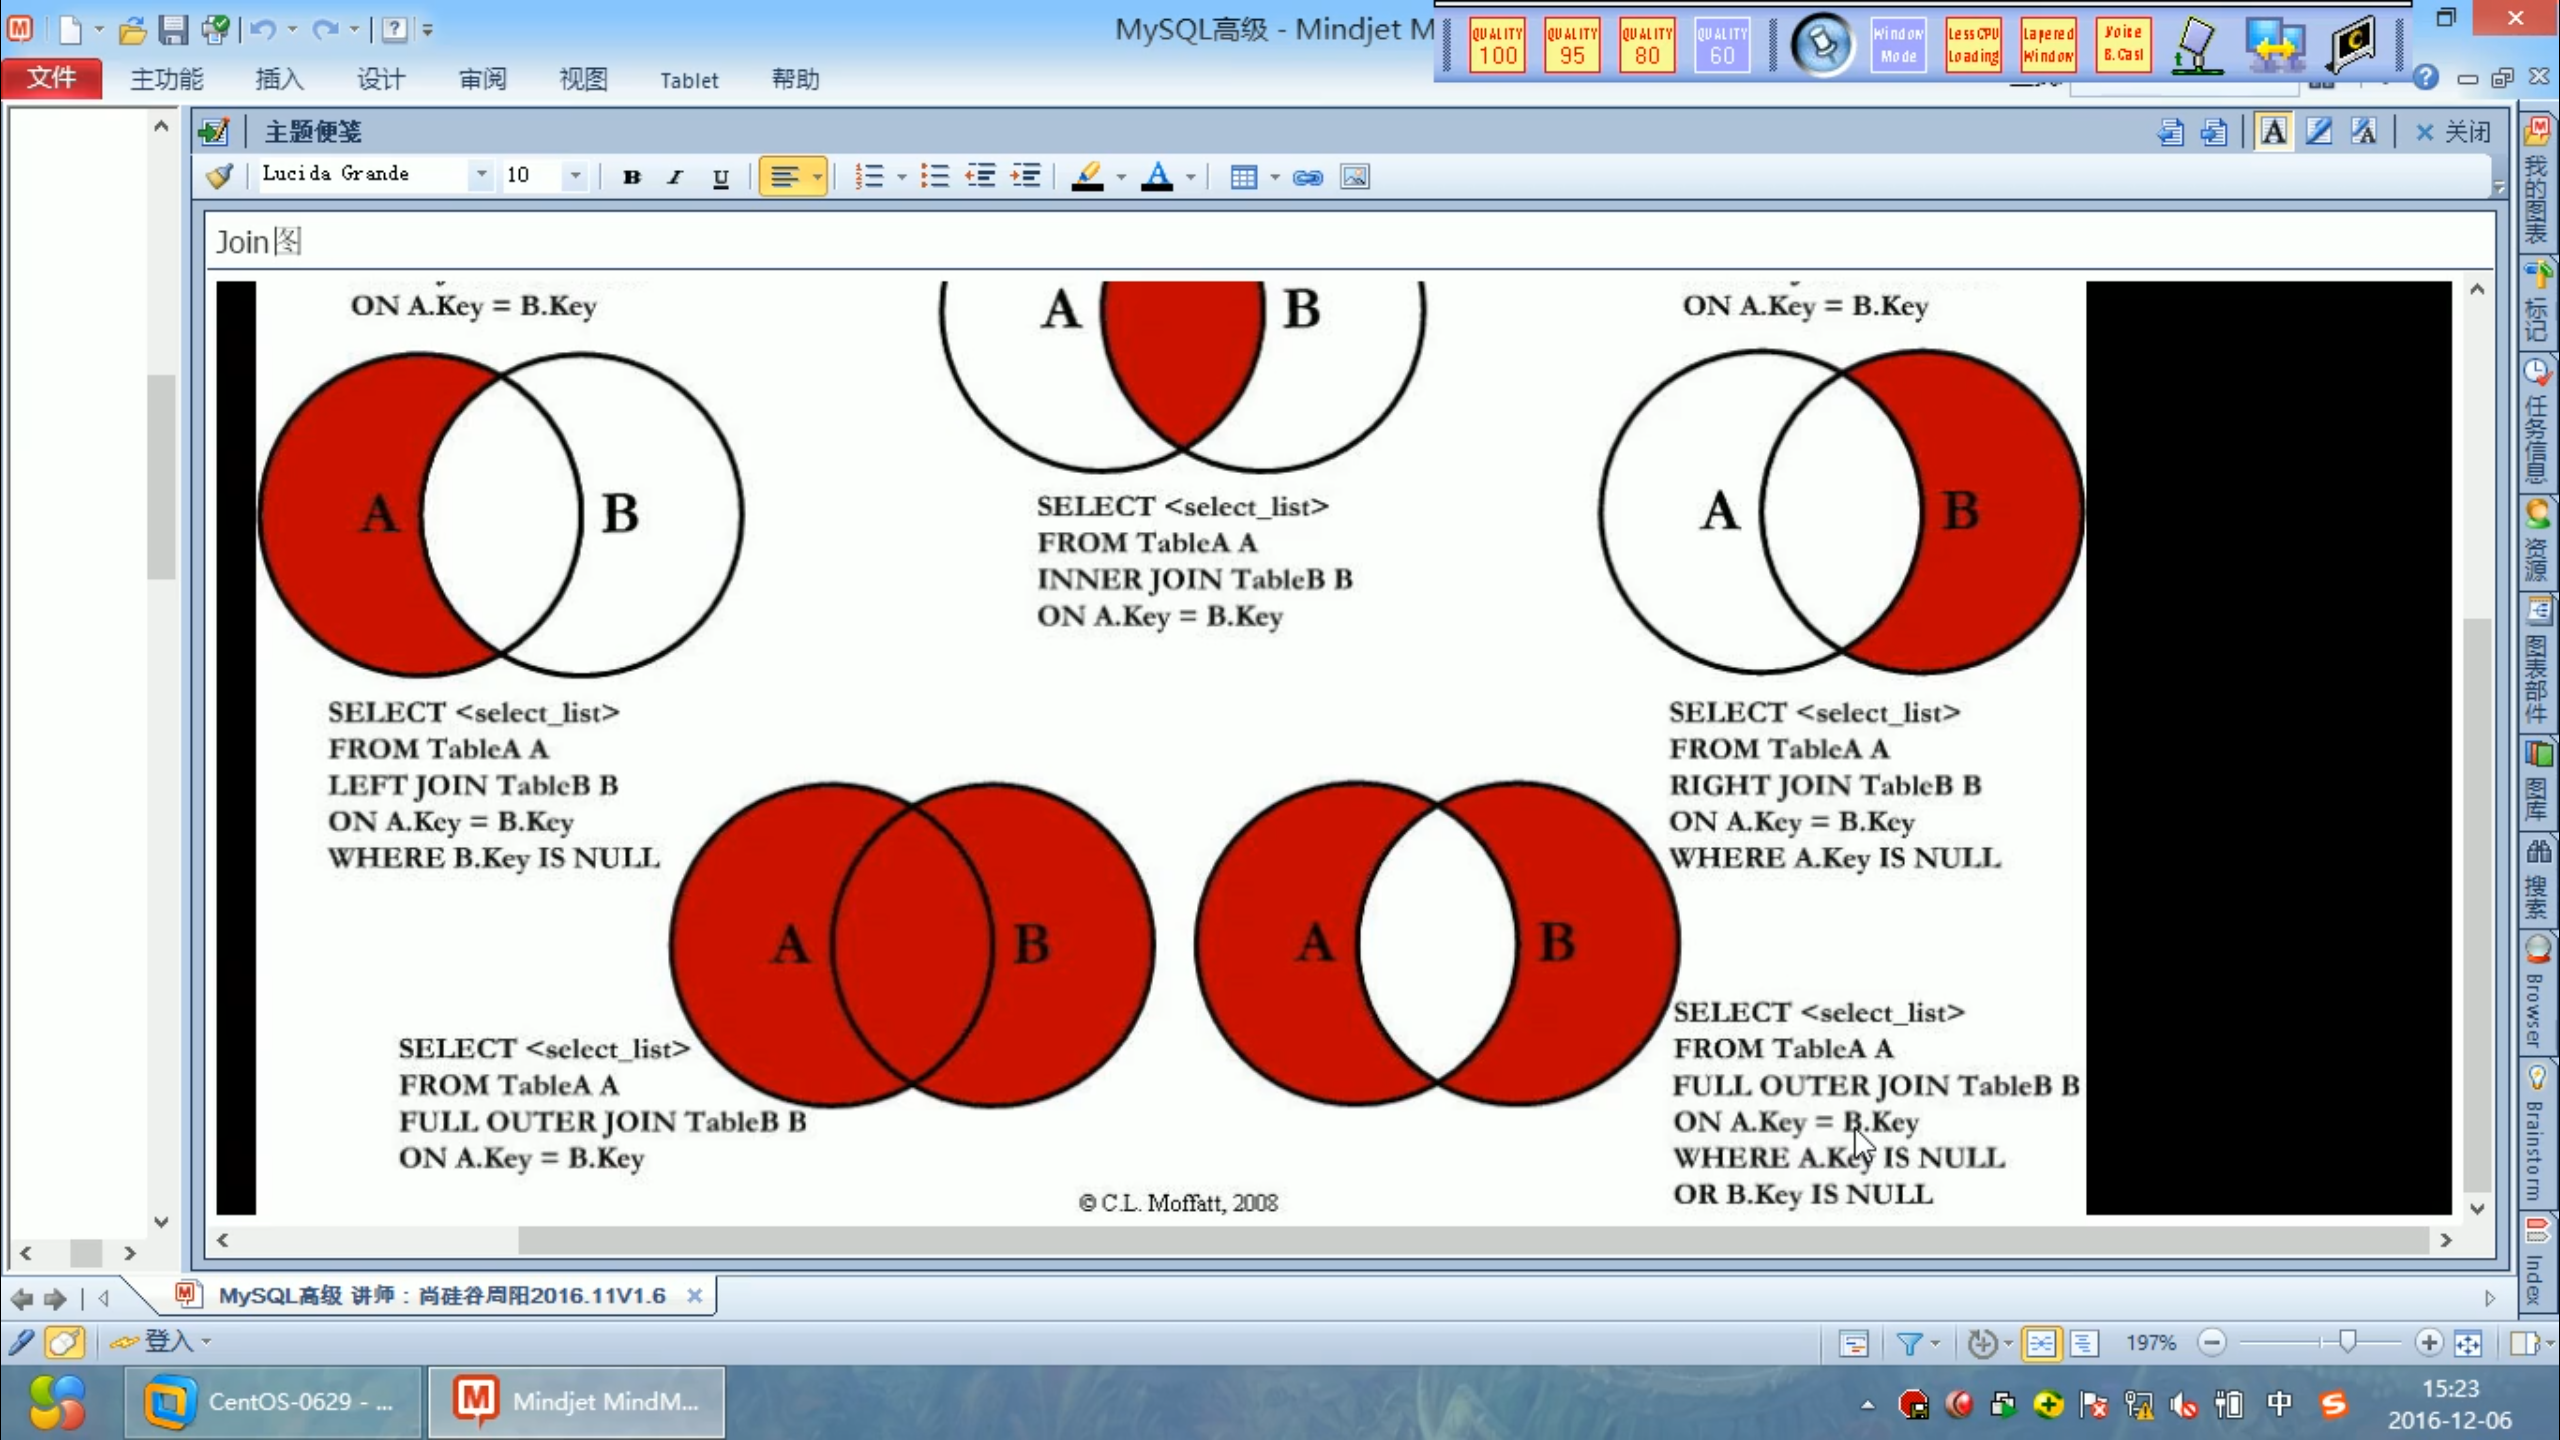 MySQL高级 - Mindjet M
QUALITY 100
QUALITY 95
QUALITY 80
QUALITY 60
Window Mode
LessCPU Loading
Layered Window
Voice B.Cast
文件 主功能 插入 设计 审阅 视图 Tablet 帮助
主题便笺
关闭
Lucida Grande 10 B I U
Join图
ON A.Key = B.Key
A B
ON A.Key = B.Key
A B
SELECT <select_list>
FROM TableA A
INNER JOIN TableB B
ON A.Key = B.Key
A B
SELECT <select_list>
FROM TableA A
LEFT JOIN TableB B
ON A.Key = B.Key
WHERE B.Key IS NULL
SELECT <select_list>
FROM TableA A
RIGHT JOIN TableB B
ON A.Key = B.Key
WHERE A.Key IS NULL
A B
A B
SELECT <select_list>
FROM TableA A
FULL OUTER JOIN TableB B
ON A.Key = B.Key
SELECT <select_list>
FROM TableA A
FULL OUTER JOIN TableB B
ON A.Key = B.Key
WHERE A.Key IS NULL
OR B.Key IS NULL
© C.L. Moffatt, 2008
我的图表
标记
任务信息
资源
图表部件
图库
搜索
Browser
Brainstorm
Index
MySQL高级 讲师：尚硅谷周阳2016.11V1.6
登入
197%
CentOS-0629 - ...
Mindjet MindM...
中
15:23
2016-12-06